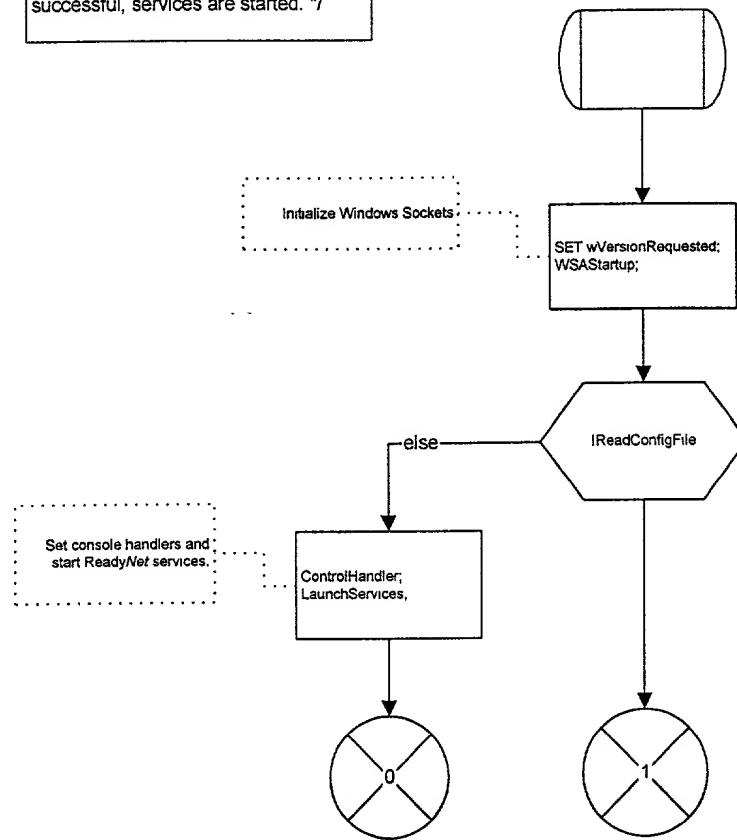 successful, services are started. */
Initialize Windows Sockets
SET wVersionRequested;
WSAStartup;
!ReadConfigFile
else
Set console handlers and
start ReadyNet services.
ControlHandler;
LaunchServices,
0
1